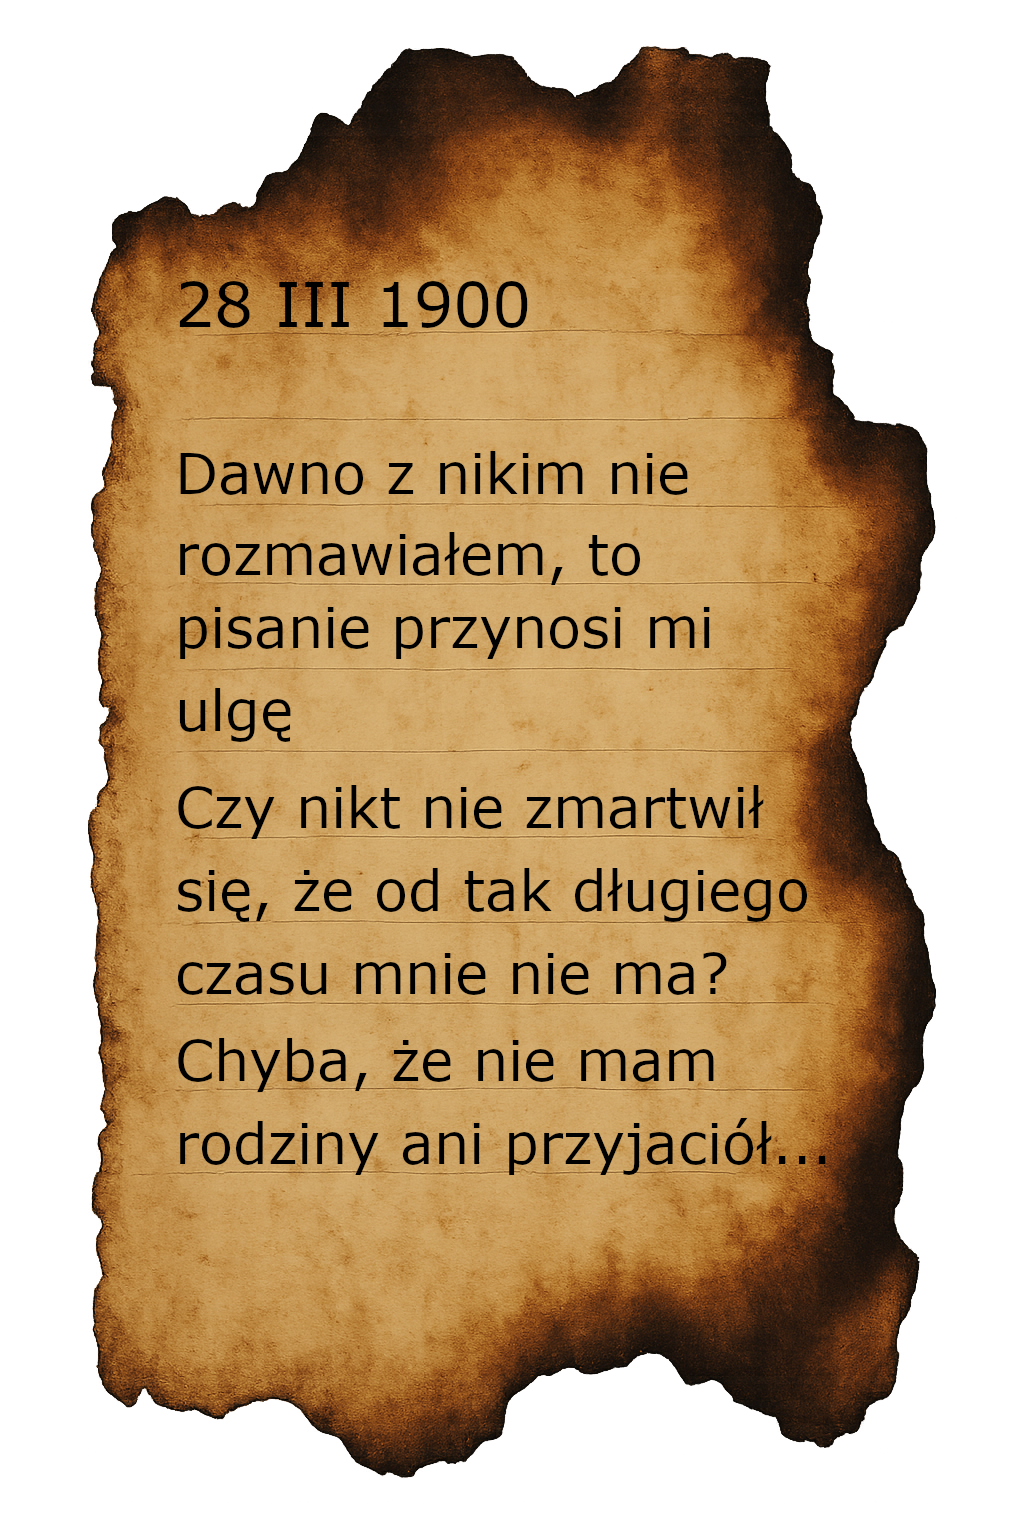 28 III 1900
Dawno z nikim nie
rozmawiałem, to
pisanie przynosi mi
ulgę
Czy nikt nie zmartwił
się, że od tak długiego
czasu mnie nie ma?
Chyba, że nie mam
rodziny ani przyjaciół...